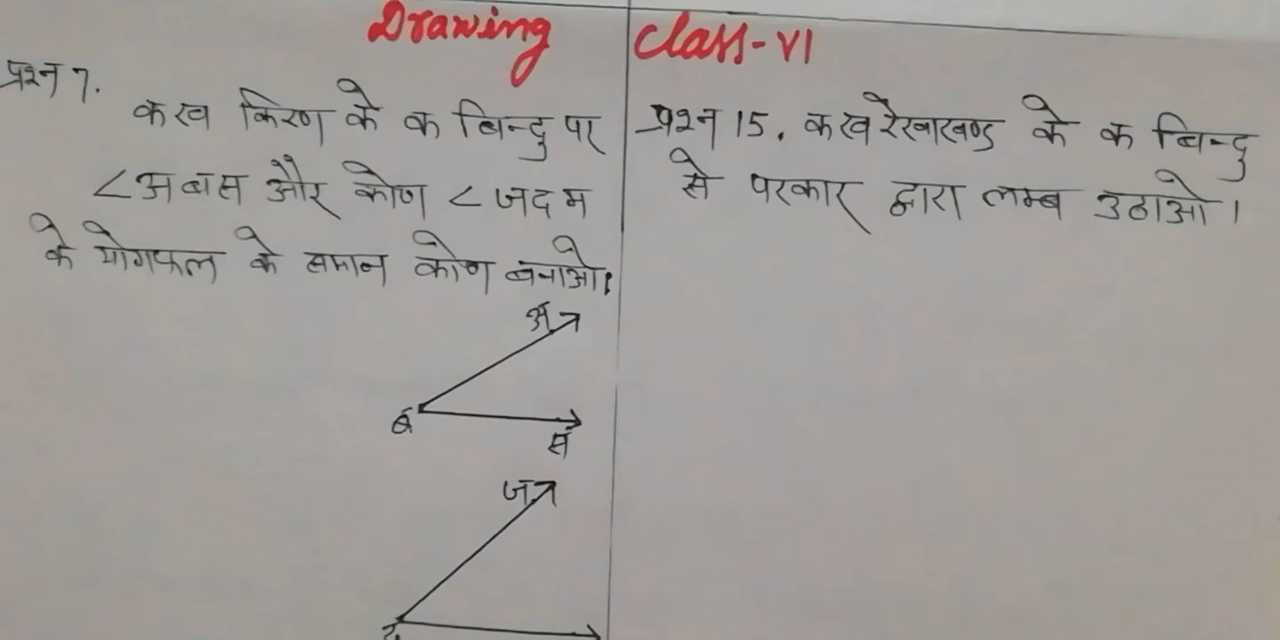 Drawing
Class-VI
प्रश्न 7.
कख किरण के क बिन्दु पर
∠अबस और कोण ∠जदम
के योगफल के समान कोण बनाओ।
अ
ब
स
ज
प्रश्न 15. कख रेखाखण्ड के क बिन्दु
से परकार द्वारा लम्ब उठाओ।